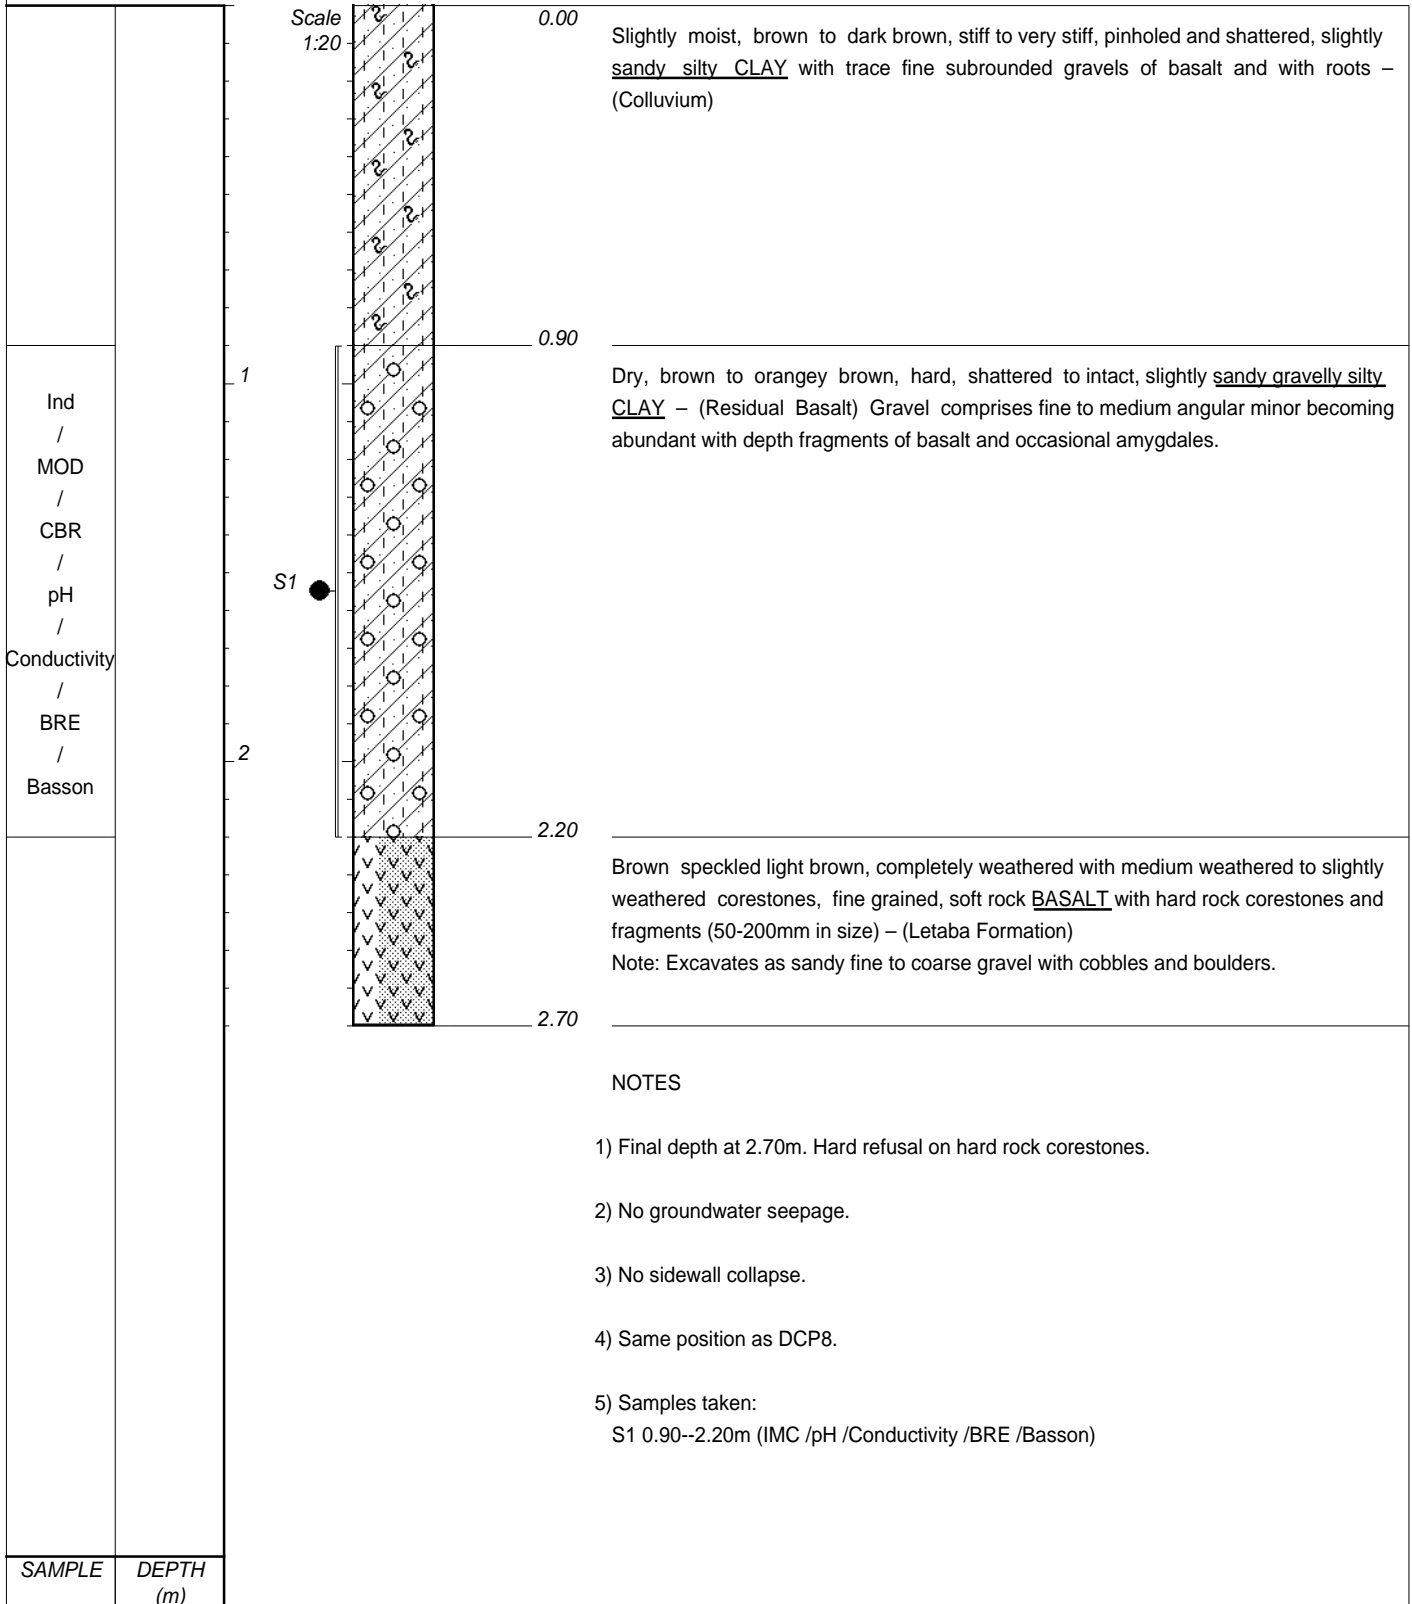 Scale
1:20
0.00
Slightly moist, brown to dark brown, stiff to very stiff, pinholed and shattered, slightly
sandy silty CLAY with trace fine subrounded gravels of basalt and with roots –
(Colluvium)
0.90
1
Dry, brown to orangey brown, hard, shattered to intact, slightly sandy gravelly silty
CLAY – (Residual Basalt) Gravel comprises fine to medium angular minor becoming
abundant with depth fragments of basalt and occasional amygdales.
Ind
/
MOD
/
CBR
/
pH
/
Conductivity
/
BRE
/
Basson
S1
2
2.20
Brown speckled light brown, completely weathered with medium weathered to slightly
weathered corestones, fine grained, soft rock BASALT with hard rock corestones and
fragments (50-200mm in size) – (Letaba Formation)
Note: Excavates as sandy fine to coarse gravel with cobbles and boulders.
2.70
NOTES
1) Final depth at 2.70m. Hard refusal on hard rock corestones.
2) No groundwater seepage.
3) No sidewall collapse.
4) Same position as DCP8.
5) Samples taken:
S1 0.90--2.20m (IMC /pH /Conductivity /BRE /Basson)
SAMPLE
DEPTH
(m)